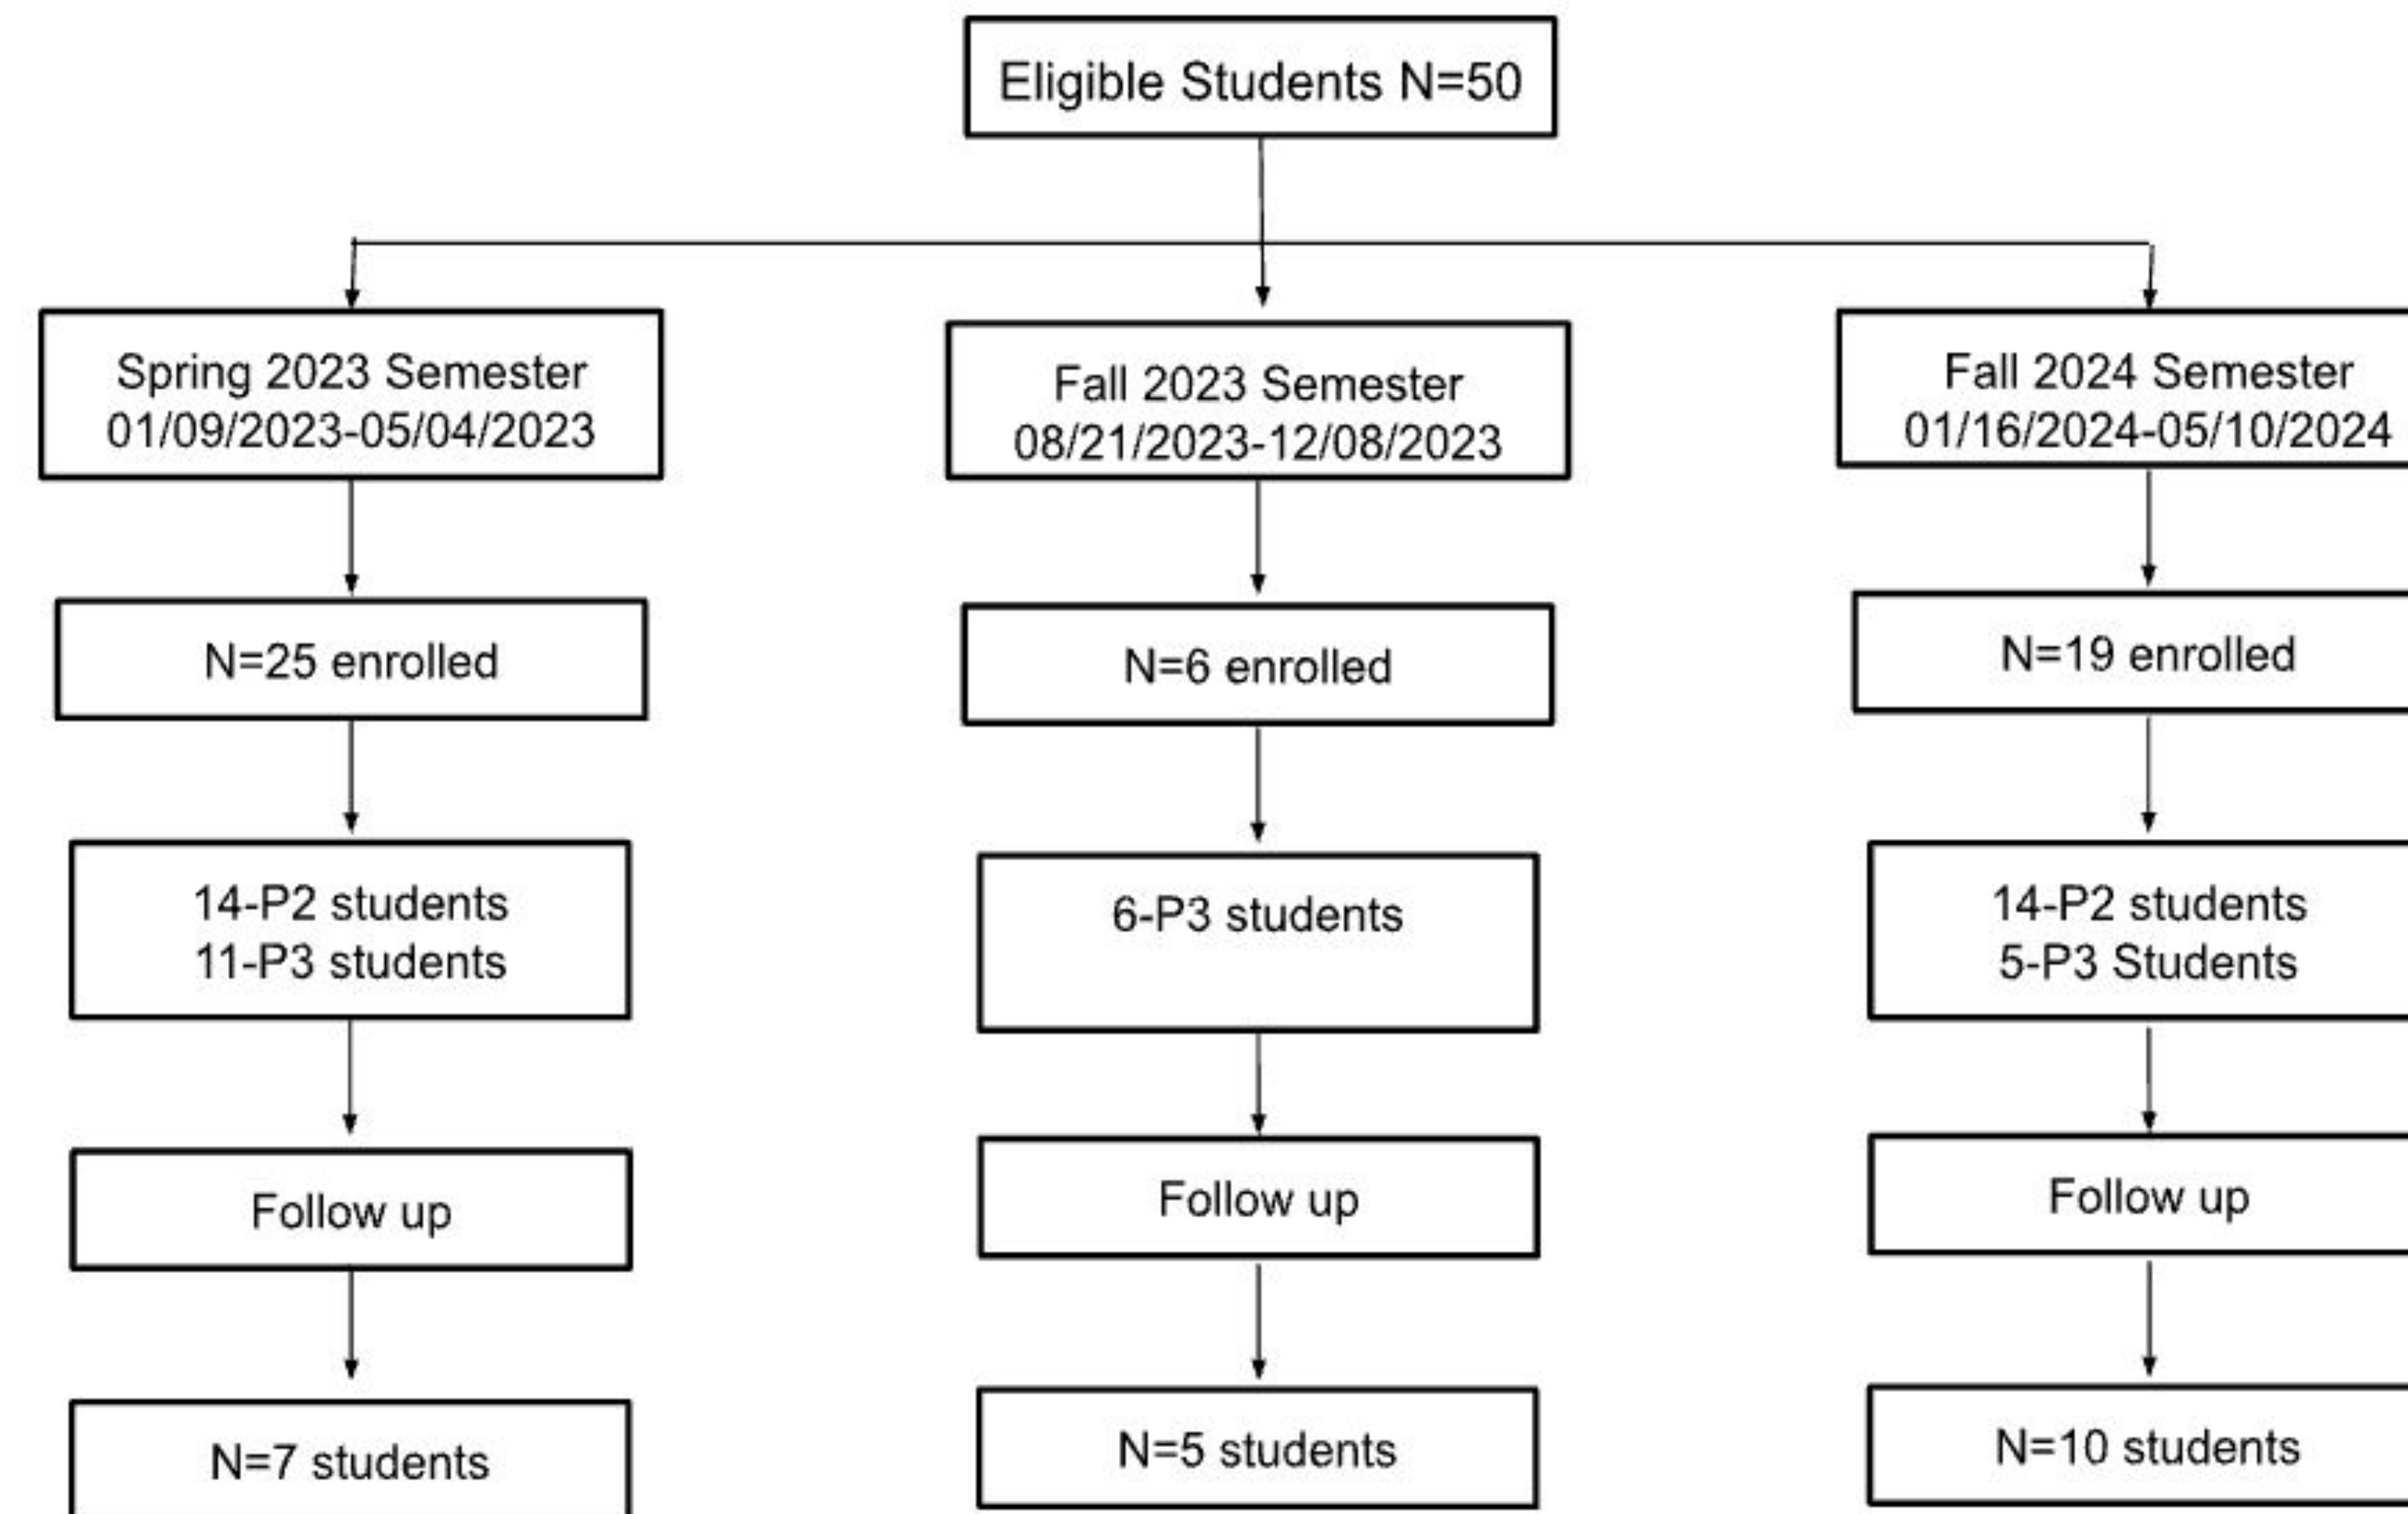 Eligible Students N=50
Spring 2023 Semester
01/09/2023-05/04/2023
Fall 2023 Semester
08/21/2023-12/08/2023
Fall 2024 Semester
01/16/2024-05/10/2024
N=25 enrolled
N=6 enrolled
N=19 enrolled
14-P2 students
11-P3 students
6-P3 students
14-P2 students
5-P3 Students
Follow up
Follow up
Follow up
N=7 students
N=5 students
N=10 students